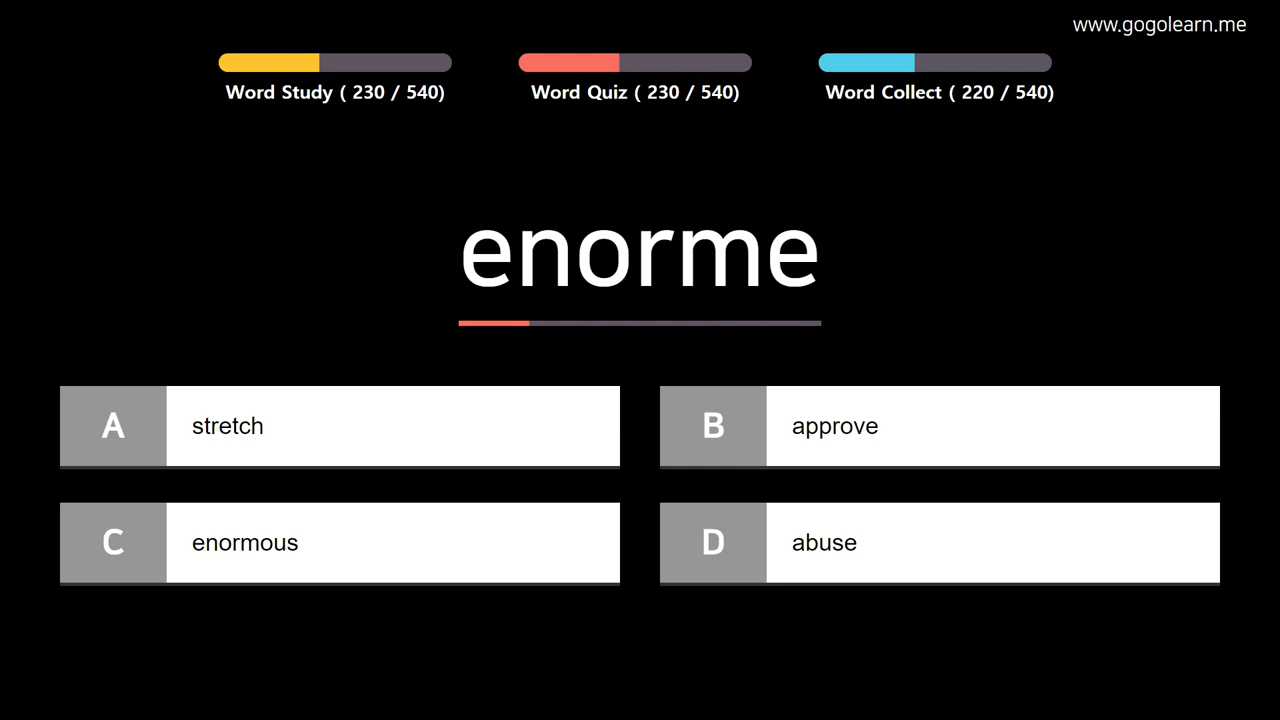 www.gogolearn.me
Word Study ( 230 / 540)
Word Quiz ( 230 / 540)
Word Collect ( 220 / 540)
enorme
A stretch
B approve
C enormous
D abuse